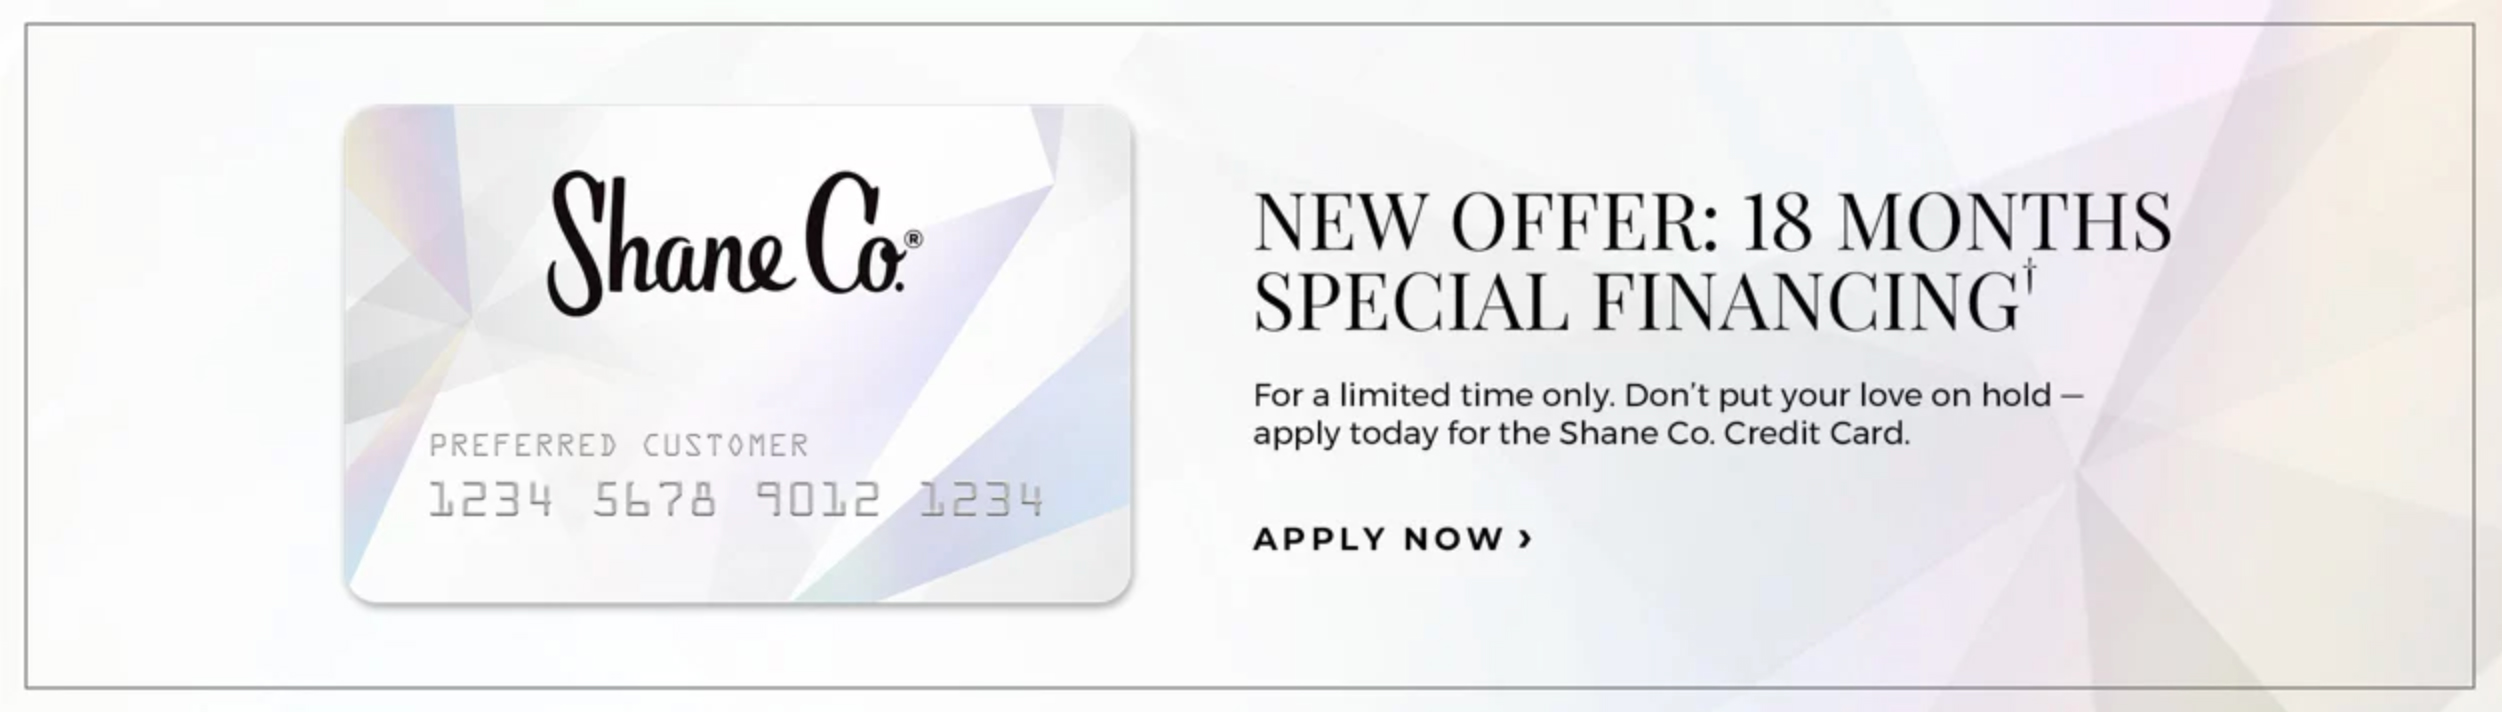 Shane Co.®
PREFERRED CUSTOMER
1234 5678 9012 1234
NEW OFFER: 18 MONTHS
SPECIAL FINANCING†
For a limited time only. Don’t put your love on hold —
apply today for the Shane Co. Credit Card.
APPLY NOW ›